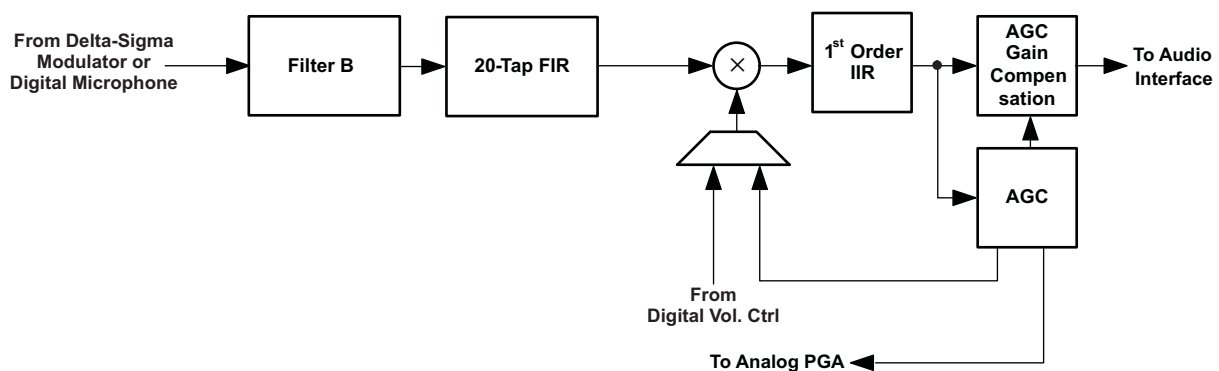 From Delta-Sigma
Modulator or
Digital Microphone
Filter B
20-Tap FIR
×
1st Order
IIR
AGC
Gain
Compen
sation
To Audio
Interface
AGC
From
Digital Vol. Ctrl
To Analog PGA